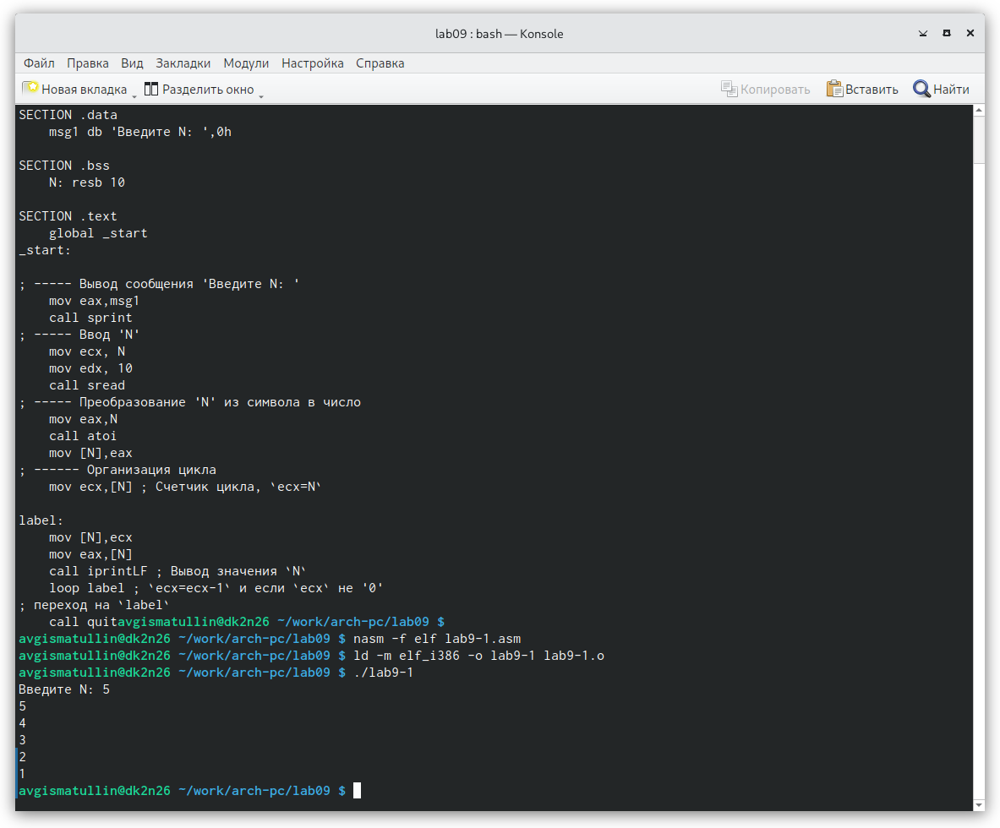 lab09 : bash — Konsole
Файл Правка Вид Закладки Модули Настройка Справка
Новая вкладка Разделить окно Копировать Вставить Найти
SECTION .data
    msg1 db 'Введите N: ',0h

SECTION .bss
    N: resb 10

SECTION .text
    global _start
_start:

; ----- Вывод сообщения 'Введите N: '
    mov eax,msg1
    call sprint
; ----- Ввод 'N'
    mov ecx, N
    mov edx, 10
    call sread
; ----- Преобразование 'N' из символа в число
    mov eax,N
    call atoi
    mov [N],eax
; ------ Организация цикла
    mov ecx,[N] ; Счетчик цикла, `ecx=N`

label:
    mov [N],ecx
    mov eax,[N]
    call iprintLF ; Вывод значения `N`
    loop label ; `ecx=ecx-1` и если `ecx` не '0'
; переход на `label`
    call quitavgismatullin@dk2n26 ~/work/arch-pc/lab09 $
avgismatullin@dk2n26 ~/work/arch-pc/lab09 $ nasm -f elf lab9-1.asm
avgismatullin@dk2n26 ~/work/arch-pc/lab09 $ ld -m elf_i386 -o lab9-1 lab9-1.o
avgismatullin@dk2n26 ~/work/arch-pc/lab09 $ ./lab9-1
Введите N: 5
5
4
3
2
1
avgismatullin@dk2n26 ~/work/arch-pc/lab09 $